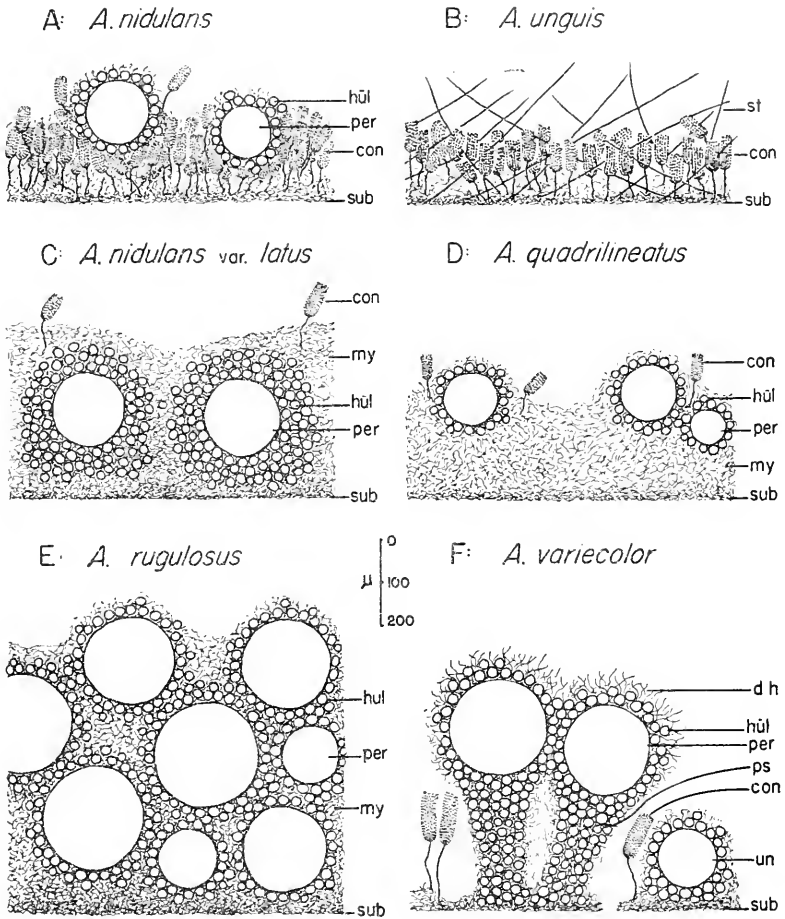 A: A. nidulans
hül
per
con
sub
B: A. unguis
st
con
sub
C: A. nidulans var. latus
con
my
hül
per
sub
D: A. quadrilineatus
con
hül
per
my
sub
E. A. rugulosus
hul
per
my
sub
0
μ 100
200
F: A. variecolor
d h
hül
per
ps
con
un
sub